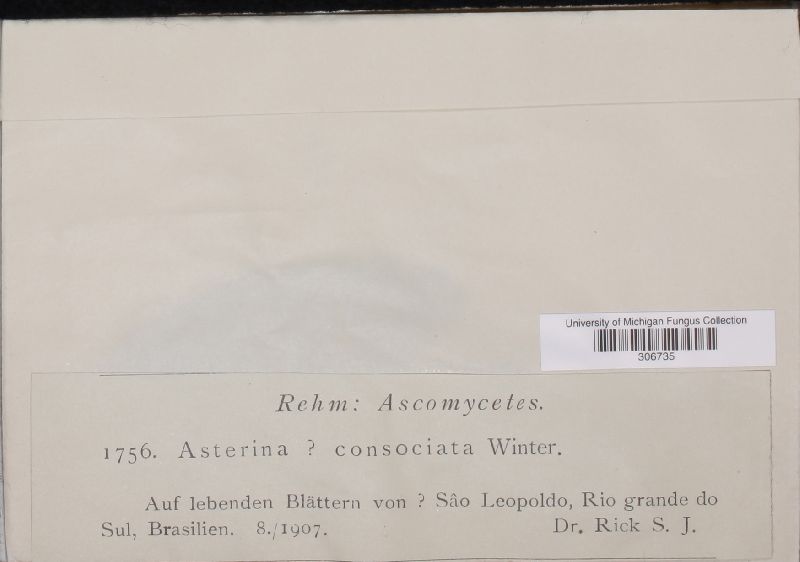 University of Michigan Fungus Collection
306735
Rehm: Ascomycetes.
1756. Asterina ? consociata Winter.
Auf lebenden Blättern von ? Sâo Leopoldo, Rio grande do
Sul, Brasilien. 8./1907. Dr. Rick S. J.